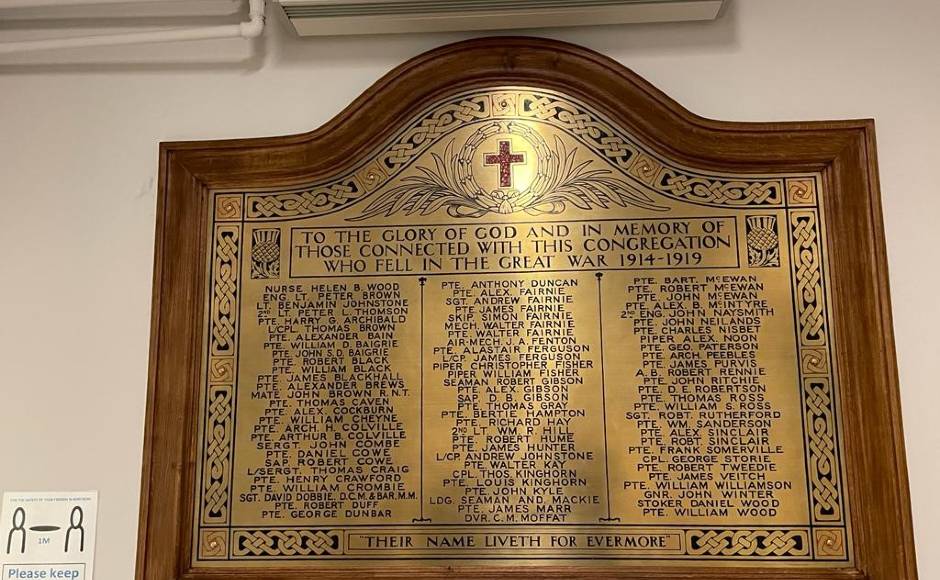 TO THE GLORY OF GOD AND IN MEMORY OF
THOSE CONNECTED WITH THIS CONGREGATION
WHO FELL IN THE GREAT WAR 1914-1919
NURSE HELEN B. WOOD
ENG. LT. PETER BROWN
LT. BENJAMIN JOHNSTONE
2ND LT. PETER L. THOMSON
PTE. HARRY G. ARCHIBALD
L/CPL. THOMAS BROWN
PTE. ALEXANDER BAIN
PTE. WILLIAM D. BAIGRIE
PTE. JOHN S.D. BAIGRIE
PTE. ROBERT BLACK
PTE. WILLIAM BLACK
PTE. JAMES BLACKHALL
PTE. ALEXANDER BREWS
MATE JOHN BROWN R.N.T.
PTE. THOMAS CAVEN
PTE. ALEX. COCKBURN
PTE. WILLIAM CHEYNE
PTE. ARCH. H. COLVILLE
PTE. ARTHUR B. COLVILLE
SERGT. JOHN COMBE
PTE. DANIEL COWE
SAP. ROBERT COWE
L/SERGT. THOMAS CRAIG
PTE. HENRY CRAWFORD
PTE. WILLIAM CROMBIE
SGT. DAVID DOBBIE. D.C.M. & BAR. M.M.
PTE. ROBERT DUFF
PTE. GEORGE DUNBAR
PTE. ANTHONY DUNCAN
PTE. ALEX. FAIRNIE
SGT. ANDREW FAIRNIE
PTE. JAMES FAIRNIE
SKIP. SIMON FAIRNIE
MECH. WALTER FAIRNIE
PTE. WALTER FAIRNIE
AIR-MECH. J. A. FENTON
PTE. ALASTAIR FERGUSON
L/CP. JAMES FERGUSON
PIPER CHRISTOPHER FISHER
PIPER WILLIAM FISHER
SEAMAN ROBERT GIBSON
PTE. ALEX. GIBSON
SAP. D. B. GIBSON
PTE. THOMAS GRAY
PTE. BERTIE HAMPTON
PTE. RICHARD HAY
2ND LT. WM. R. HILL
PTE. ROBERT HUME
PTE. JAMES HUNTER
L/CP. ANDREW JOHNSTONE
PTE. WALTER KAY
CPL. THOS. KINGHORN
PTE. LOUIS KINGHORN
PTE. JOHN KYLE
LDG. SEAMAN AND. MACKIE
PTE. JAMES MARR
DVR. C. M. MOFFAT
PTE. BART. McEWAN
PTE. ROBERT McEWAN
PTE. JOHN McEWAN
PTE. ALEX. B. McINTYRE
2ND ENG. JOHN NAYSMITH
PTE. JOHN NEILANDS
PTE. CHARLES NISBET
PIPER ALEX. NOON
PTE. GEO. PATERSON
PTE. ARCH. PEEBLES
PTE. JAMES PURVIS
A.B. ROBERT RENNIE
PTE. JOHN RITCHIE
PTE. D. E. ROBERTSON
PTE. THOMAS ROSS
PTE. WILLIAM S. ROSS
SGT. ROBT. RUTHERFORD
PTE. WM. SANDERSON
PTE. ALEX SINCLAIR
PTE. ROBT. SINCLAIR
PTE. FRANK SOMERVILLE
CPL. GEORGE STORIE
PTE. ROBERT TWEEDIE
PTE. JAMES VEITCH
PTE. WILLIAM WILLIAMSON
GNR. JOHN WINTER
STOKER DANIEL WOOD
PTE. WILLIAM WOOD
"THEIR NAME LIVETH FOR EVERMORE"
1M
Please keep